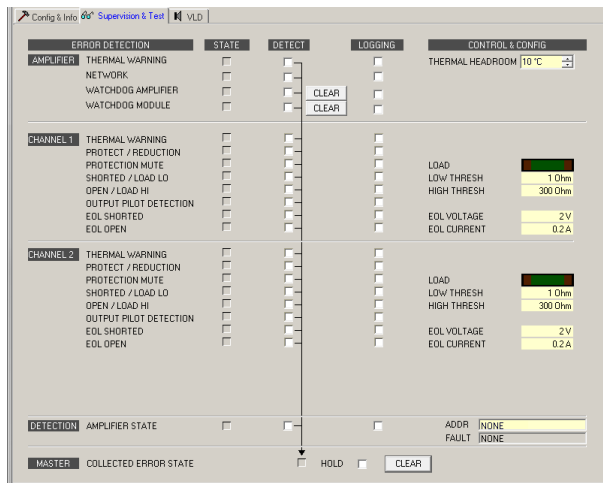 Config & Info Supervision & Test VLD
ERROR DETECTION STATE DETECT LOGGING CONTROL & CONFIG
AMPLIFIER THERMAL WARNING THERMAL HEADROOM 10 °C
NETWORK
WATCHDOG AMPLIFIER CLEAR
WATCHDOG MODULE CLEAR
CHANNEL 1 THERMAL WARNING
PROTECT / REDUCTION
PROTECTION MUTE LOAD
SHORTED / LOAD LO LOW THRESH 1 Ohm
OPEN / LOAD HI HIGH THRESH 300 Ohm
OUTPUT PILOT DETECTION
EOL SHORTED EOL VOLTAGE 2 V
EOL OPEN EOL CURRENT 0.2 A
CHANNEL 2 THERMAL WARNING
PROTECT / REDUCTION
PROTECTION MUTE LOAD
SHORTED / LOAD LO LOW THRESH 1 Ohm
OPEN / LOAD HI HIGH THRESH 300 Ohm
OUTPUT PILOT DETECTION
EOL SHORTED EOL VOLTAGE 2 V
EOL OPEN EOL CURRENT 0.2 A
DETECTION AMPLIFIER STATE ADDR NONE
FAULT NONE
MASTER COLLECTED ERROR STATE HOLD CLEAR